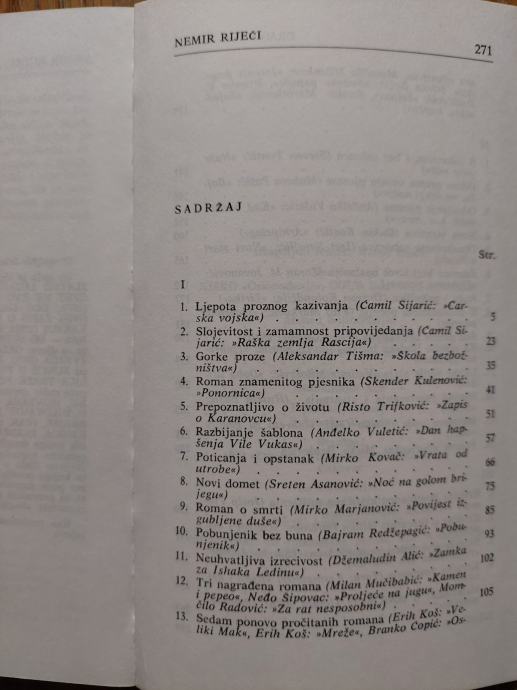 NEMIR RIJEČI 271
SADRŽAJ
Str.
I
1. Ljepota proznog kazivanja (Ćamil Sijarić: »Car-
ska vojska«) . . . . . . . . . . 5
2. Slojevitost i zamamnost pripovijedanja (Ćamil Si-
jarić: »Raška zemlja Rascija«) . . . . . 23
3. Gorke proze (Aleksandar Tišma: »Škola bezbož-
ništva«) . . . . . . . . . . 35
4. Roman znamenitog pjesnika (Skender Kulenović:
»Ponornica«) . . . . . . . . . 41
5. Prepoznatljivo o životu (Risto Trifković: »Zapis
o Karanovcu«) . . . . . . . . . 51
6. Razbijanje šablona (Anđelko Vuletić: »Dan hap-
šenja Vile Vukas«) . . . . . . . . 57
7. Poticanja i opstanak (Mirko Kovač: »Vrata od
utrobe«) . . . . . . . . . . 66
8. Novi domet (Sreten Asanović: »Noć na golom bri-
jegu«) . . . . . . . . . . 75
9. Roman o smrti (Mirko Marjanović: »Povijest iz-
gubljene duše«) . . . . . . . . 85
10. Pobunjenik bez buna (Bajram Redžepagić: »Pobu-
njenik«) . . . . . . . . . . 93
11. Neuhvatljiva izrecivost (Džemaludin Alić: »Zamka
za Ishaka Ledinu«) . . . . . . . . 102
12. Tri nagrađena romana (Milan Mučibabić: »Kamen
i pepeo«, Neđo Šipovac: »Proljeće na jugu«, Mom-
čilo Radović: »Za rat nesposobni«) . . . . 105
13. Sedam ponovo pročitanih romana (Erih Koš: »Ve-
liki Mak«, Erih Koš: »Mreže«, Branko Ćopić: »Os-